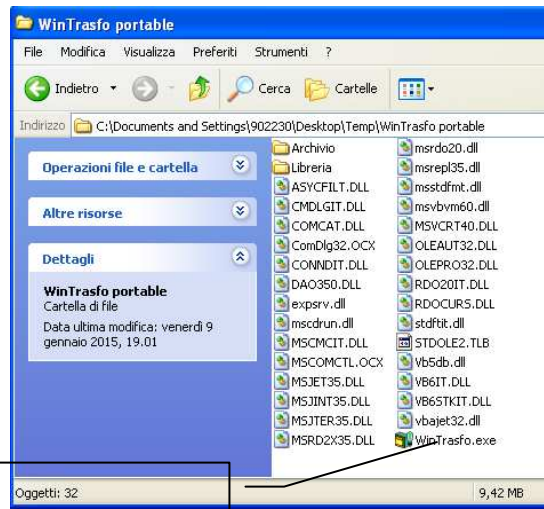 WinTrasfo portable
File Modifica Visualizza Preferiti Strumenti ?
Indietro Cerca Cartelle
Indirizzo C:\Documents and Settings\902230\Desktop\Temp\WinTrasfo portable
Operazioni file e cartella
Altre risorse
Dettagli
WinTrasfo portable
Cartella di file
Data ultima modifica: venerdì 9
gennaio 2015, 19.01
Archivio
Libreria
ASYCFILT.DLL
CMDLGIT.DLL
COMCAT.DLL
ComDlg32.OCX
CONNDIT.DLL
DAO350.DLL
expsrv.dll
mscdrun.dll
MSCMCIT.DLL
MSCOMCTL.OCX
MSJET35.DLL
MSJINT35.DLL
MSJTER35.DLL
MSRD2X35.DLL
msrdo20.dll
msrepl35.dll
msstdfmt.dll
msvbvm60.dll
MSVCRT40.DLL
OLEAUT32.DLL
OLEPRO32.DLL
RDO20IT.DLL
RDOCURS.DLL
stdftit.dll
STDOLE2.TLB
Vb5db.dll
VB6IT.DLL
VB6STKIT.DLL
vbajet32.dll
WinTrasfo.exe
Oggetti: 32 9,42 MB